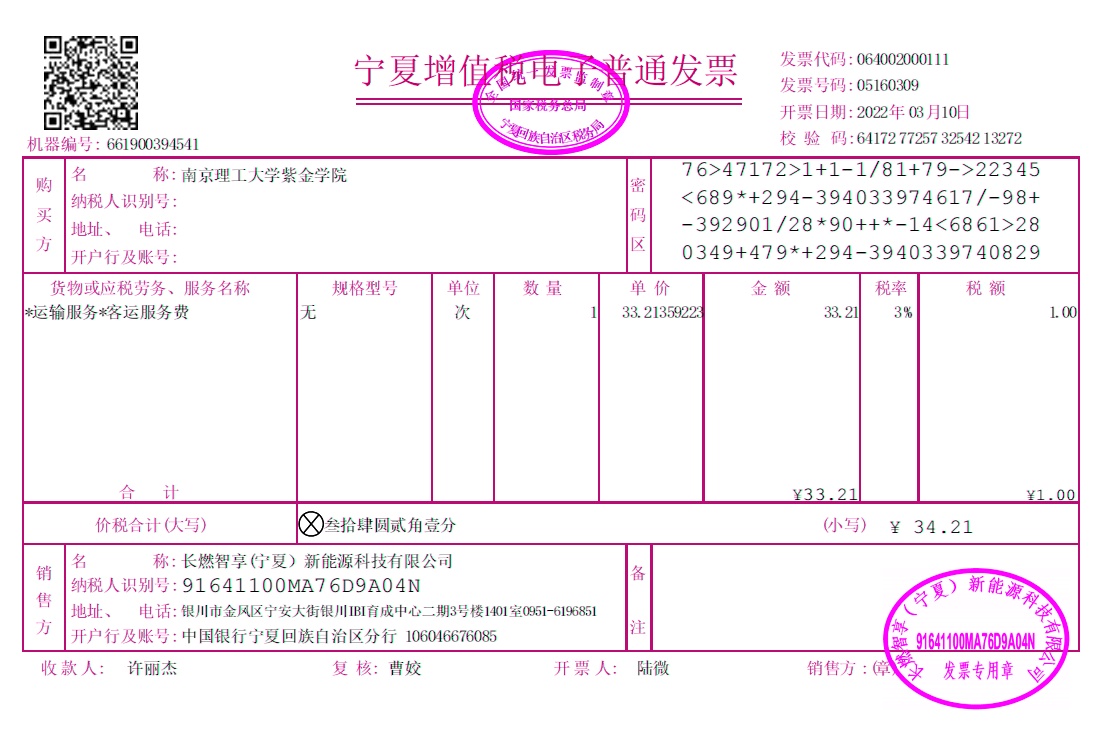 宁夏增值税电子普通发票
全国统一发票监制章
国家税务总局
宁夏回族自治区税务局
发票代码:064002000111
发票号码:05160309
开票日期:2022年 03 月10日
校 验 码:64172 77257 32542 13272
机器编号: 661900394541
购买方
名 称: 南京理工大学紫金学院
纳税人识别号:
地址、 电话:
开户行及账号:
密码区
76>47172>1+1-1/81+79->22345
<689*+294-394033974617/-98+
-392901/28*90++*-14<6861>28
0349+479*+294-3940339740829
货物或应税劳务、服务名称 规格型号 单位 数 量 单 价 金 额 税率 税 额
*运输服务*客运服务费 无 次 1 33.21359223 33.21 3% 1.00
合 计 ¥33.21 ¥1.00
价税合计(大写) 叁拾肆圆贰角壹分 (小写) ¥ 34.21
销售方
名 称: 长燃智享(宁夏) 新能源科技有限公司
纳税人识别号: 91641100MA76D9A04N
地址、 电话: 银川市金凤区宁安大街银川IBI育成中心二期3号楼1401室0951-6196851
开户行及账号: 中国银行宁夏回族自治区分行 106046676085
备注
收款人: 许丽杰 复 核: 曹姣 开票人: 陆微 销售方:(章)
长燃智享(宁夏) 新能源科技有限公司
91641100MA76D9A04N
发票专用章